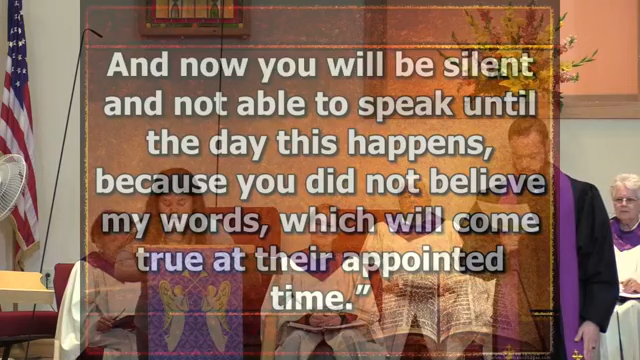 And now you will be silent
and not able to speak until
the day this happens,
because you did not believe
my words, which will come
true at their appointed
time.”